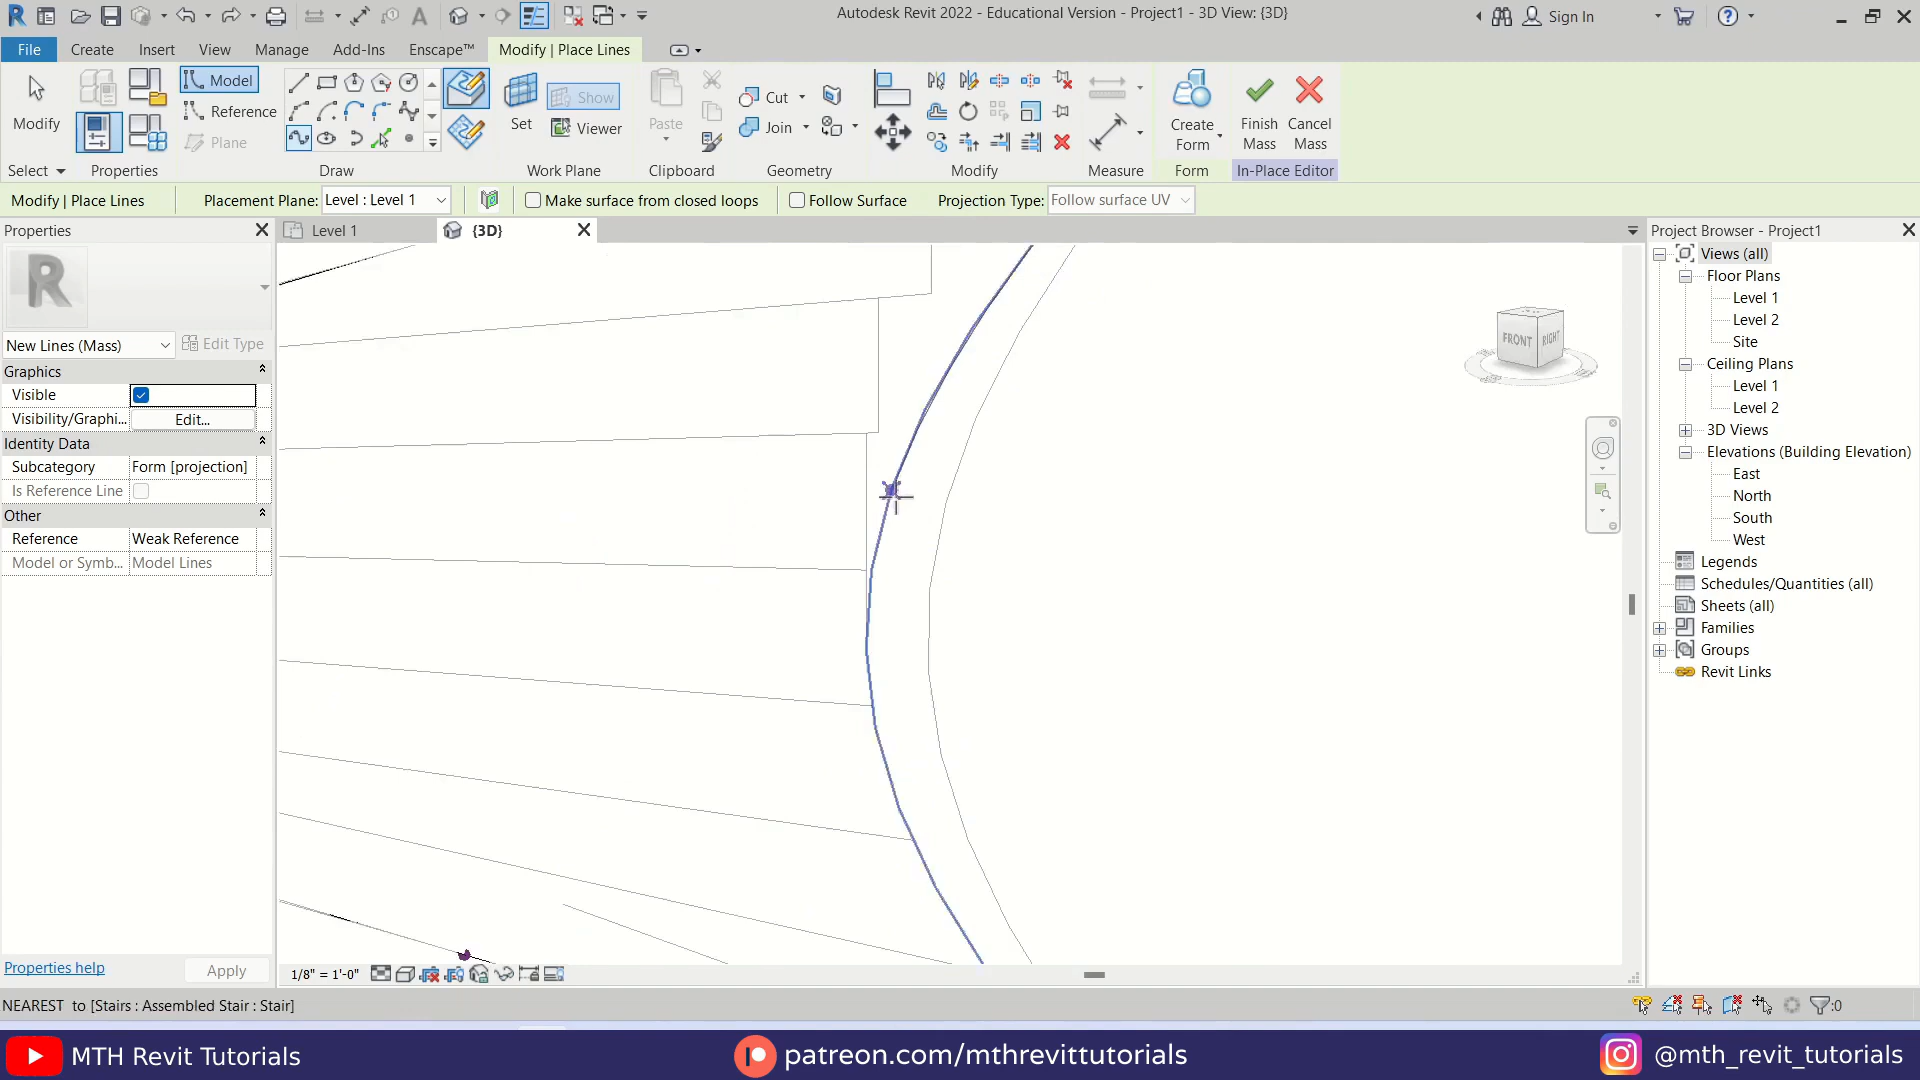 Autodesk Revit 2022 - Educational Version - Project1 - 3D View: {3D}
Sign In
File
Create
Insert
View
Manage
Add-Ins
Enscape™
Modify | Place Lines
Modify
Model
Reference
Plane
Set
Show
Viewer
Paste
Cut
Join
Create
Form
Finish
Mass
Cancel
Mass
Select
Properties
Draw
Work Plane
Clipboard
Geometry
Modify
Measure
Form
In-Place Editor
Modify | Place Lines
Placement Plane:
Level : Level 1
Make surface from closed loops
Follow Surface
Projection Type:
Follow surface UV
Properties
Level 1
{3D}
Project Browser - Project1
R
New Lines (Mass)
Edit Type
Graphics
Visible
Visibility/Graphi...
Edit...
Identity Data
Subcategory
Form [projection]
Is Reference Line
Other
Reference
Weak Reference
Model or Symb...
Model Lines
Properties help
Apply
FRONT
RIGHT
Views (all)
Floor Plans
Level 1
Level 2
Site
Ceiling Plans
Level 1
Level 2
3D Views
Elevations (Building Elevation)
East
North
South
West
Legends
Schedules/Quantities (all)
Sheets (all)
Families
Groups
Revit Links
1/8" = 1'-0"
NEAREST to [Stairs : Assembled Stair : Stair]
:0
MTH Revit Tutorials
patreon.com/mthrevittutorials
@mth_revit_tutorials